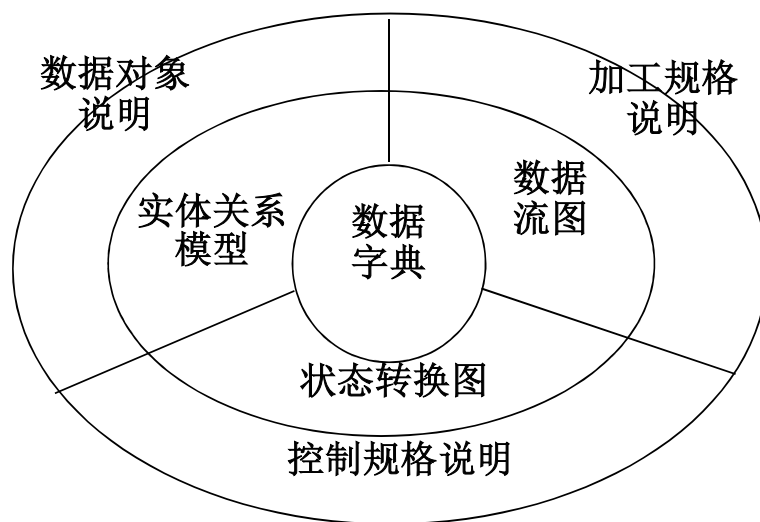 数据对象
说明
加工规格
说明
实体关系
模型
数据
字典
数据
流图
状态转换图
控制规格说明